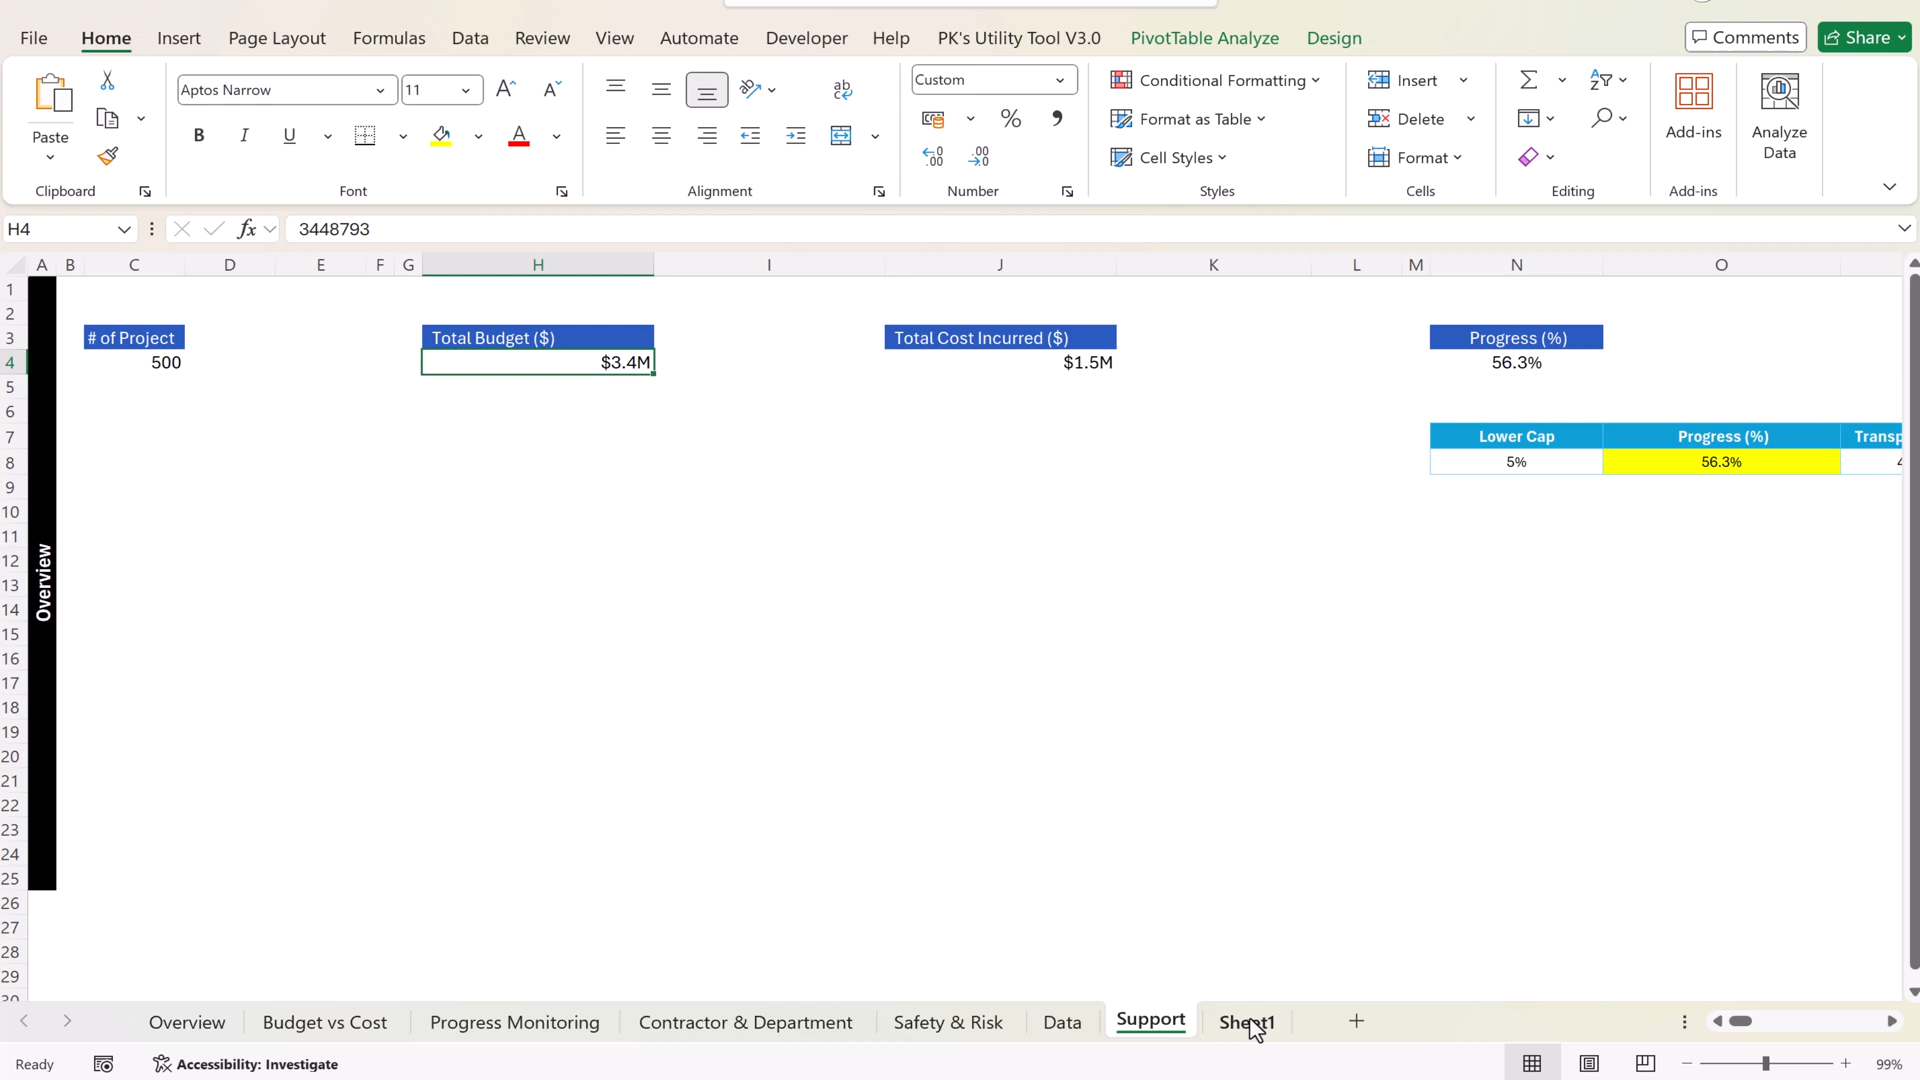 File Home Insert Page Layout Formulas Data Review View Automate Developer Help PK's Utility Tool V3.0 PivotTable Analyze Design Comments Share
Paste
Clipboard
Aptos Narrow 11
B I U A
Font
ab
Alignment
Custom
% 
Number
Conditional Formatting
Format as Table
Cell Styles
Styles
Insert
Delete
Format
Cells
Editing
Add-ins
Add-ins
Analyze
Data
H4 fx 3448793
A B C D E F G H I J K L M N O
1
2
3 # of Project Total Budget ($) Total Cost Incurred ($) Progress (%)
4 500 $3.4M $1.5M 56.3%
5
6
7 Lower Cap Progress (%) Transp
8 5% 56.3%
9
10
11
12
13
14
15
16
17
18
19
20
21
22
23
24
25
26
27
28
29
30
Overview
Overview Budget vs Cost Progress Monitoring Contractor & Department Safety & Risk Data Support Sheet1
Ready Accessibility: Investigate 99%